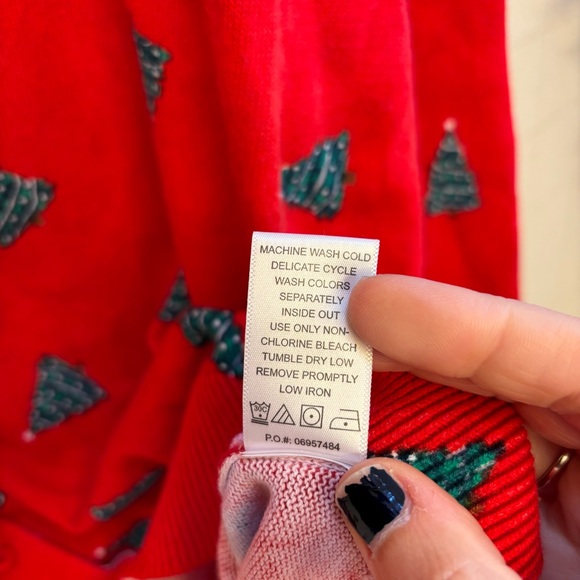 MACHINE WASH COLD
DELICATE CYCLE
WASH COLORS
SEPARATELY
INSIDE OUT
USE ONLY NON-
CHLORINE BLEACH
TUMBLE DRY LOW
REMOVE PROMPTLY
LOW IRON
30C
P.O.#: 06957484